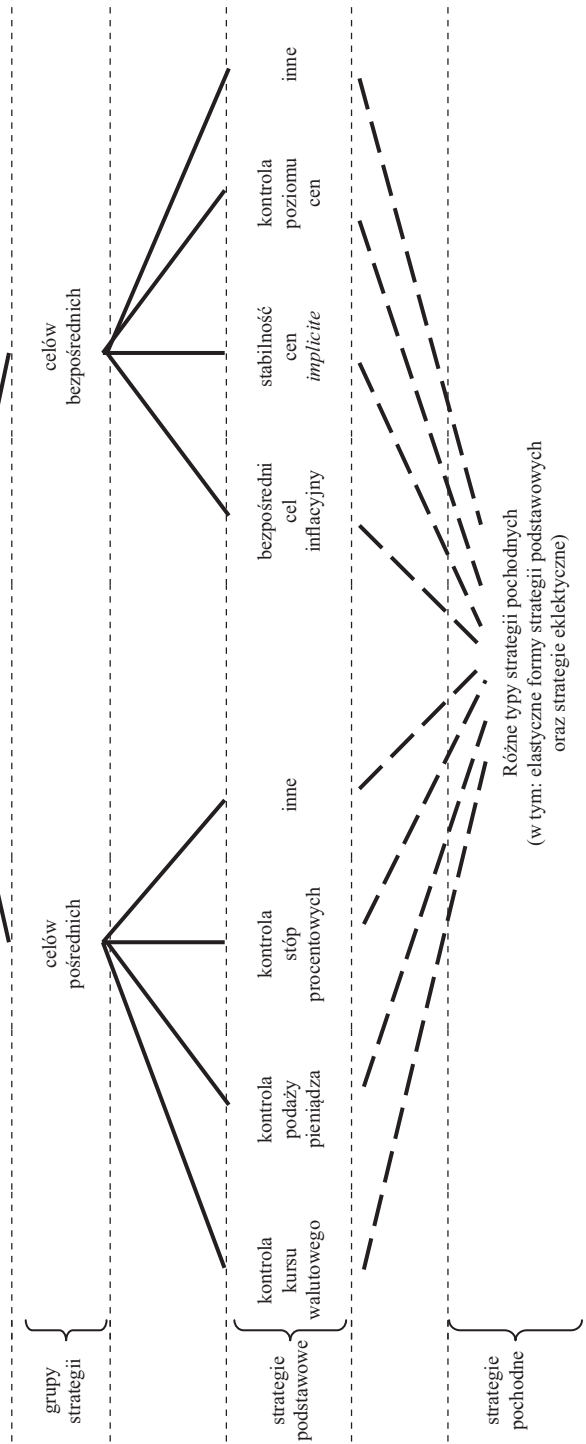 grupy
strategii
celów
pośrednich
celów
bezpośrednich
strategie
podstawowe
kontrola
kursu
walutowego
kontrola
podaży
pieniądza
kontrola
stóp
procentowych
inne
bezpośredni
cel
inflacyjny
stabilność
cen
implicite
kontrola
poziomu
cen
inne
strategie
pochodne
Różne typy strategii pochodnych
(w tym: elastyczne formy strategii podstawowych
oraz strategie eklektyczne)